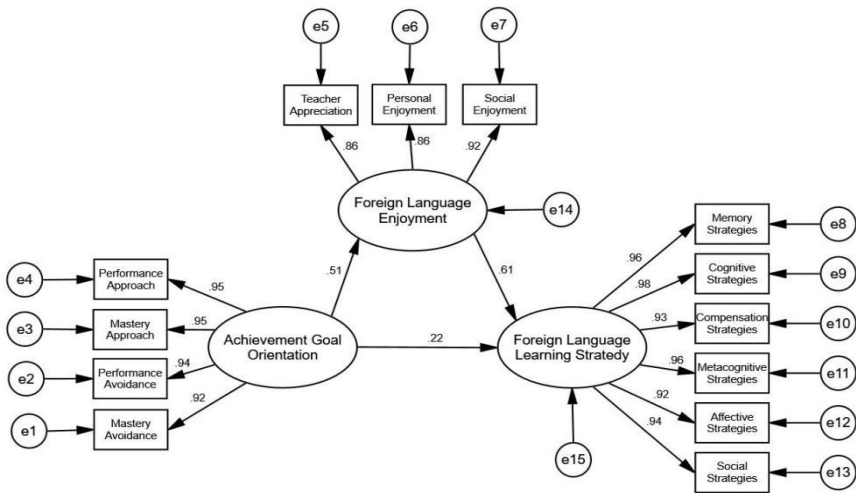 e5
e6
e7
Teacher
Appreciation
Personal
Enjoyment
Social
Enjoyment
.86
.86
.92
Foreign Language
Enjoyment
e14
.51
.61
e4
Performance
Approach
.95
e3
Mastery
Approach
.95
e2
Performance
Avoidance
.94
e1
Mastery
Avoidance
.92
Achievement Goal
Orientation
.22
Foreign Language
Learning Stratedy
e15
.96
Memory
Strategies
e8
.98
Cognitive
Strategies
e9
.93
Compensation
Strategies
e10
.96
Metacognitive
Strategies
e11
.92
Affective
Strategies
e12
.94
Social
Strategies
e13